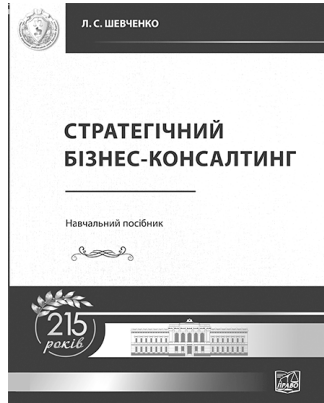 Л. С. ШЕВЧЕНКО
СТРАТЕГІЧНИЙ
БІЗНЕС-КОНСАЛТИНГ
Навчальний посібник
215
років
ПРАВО